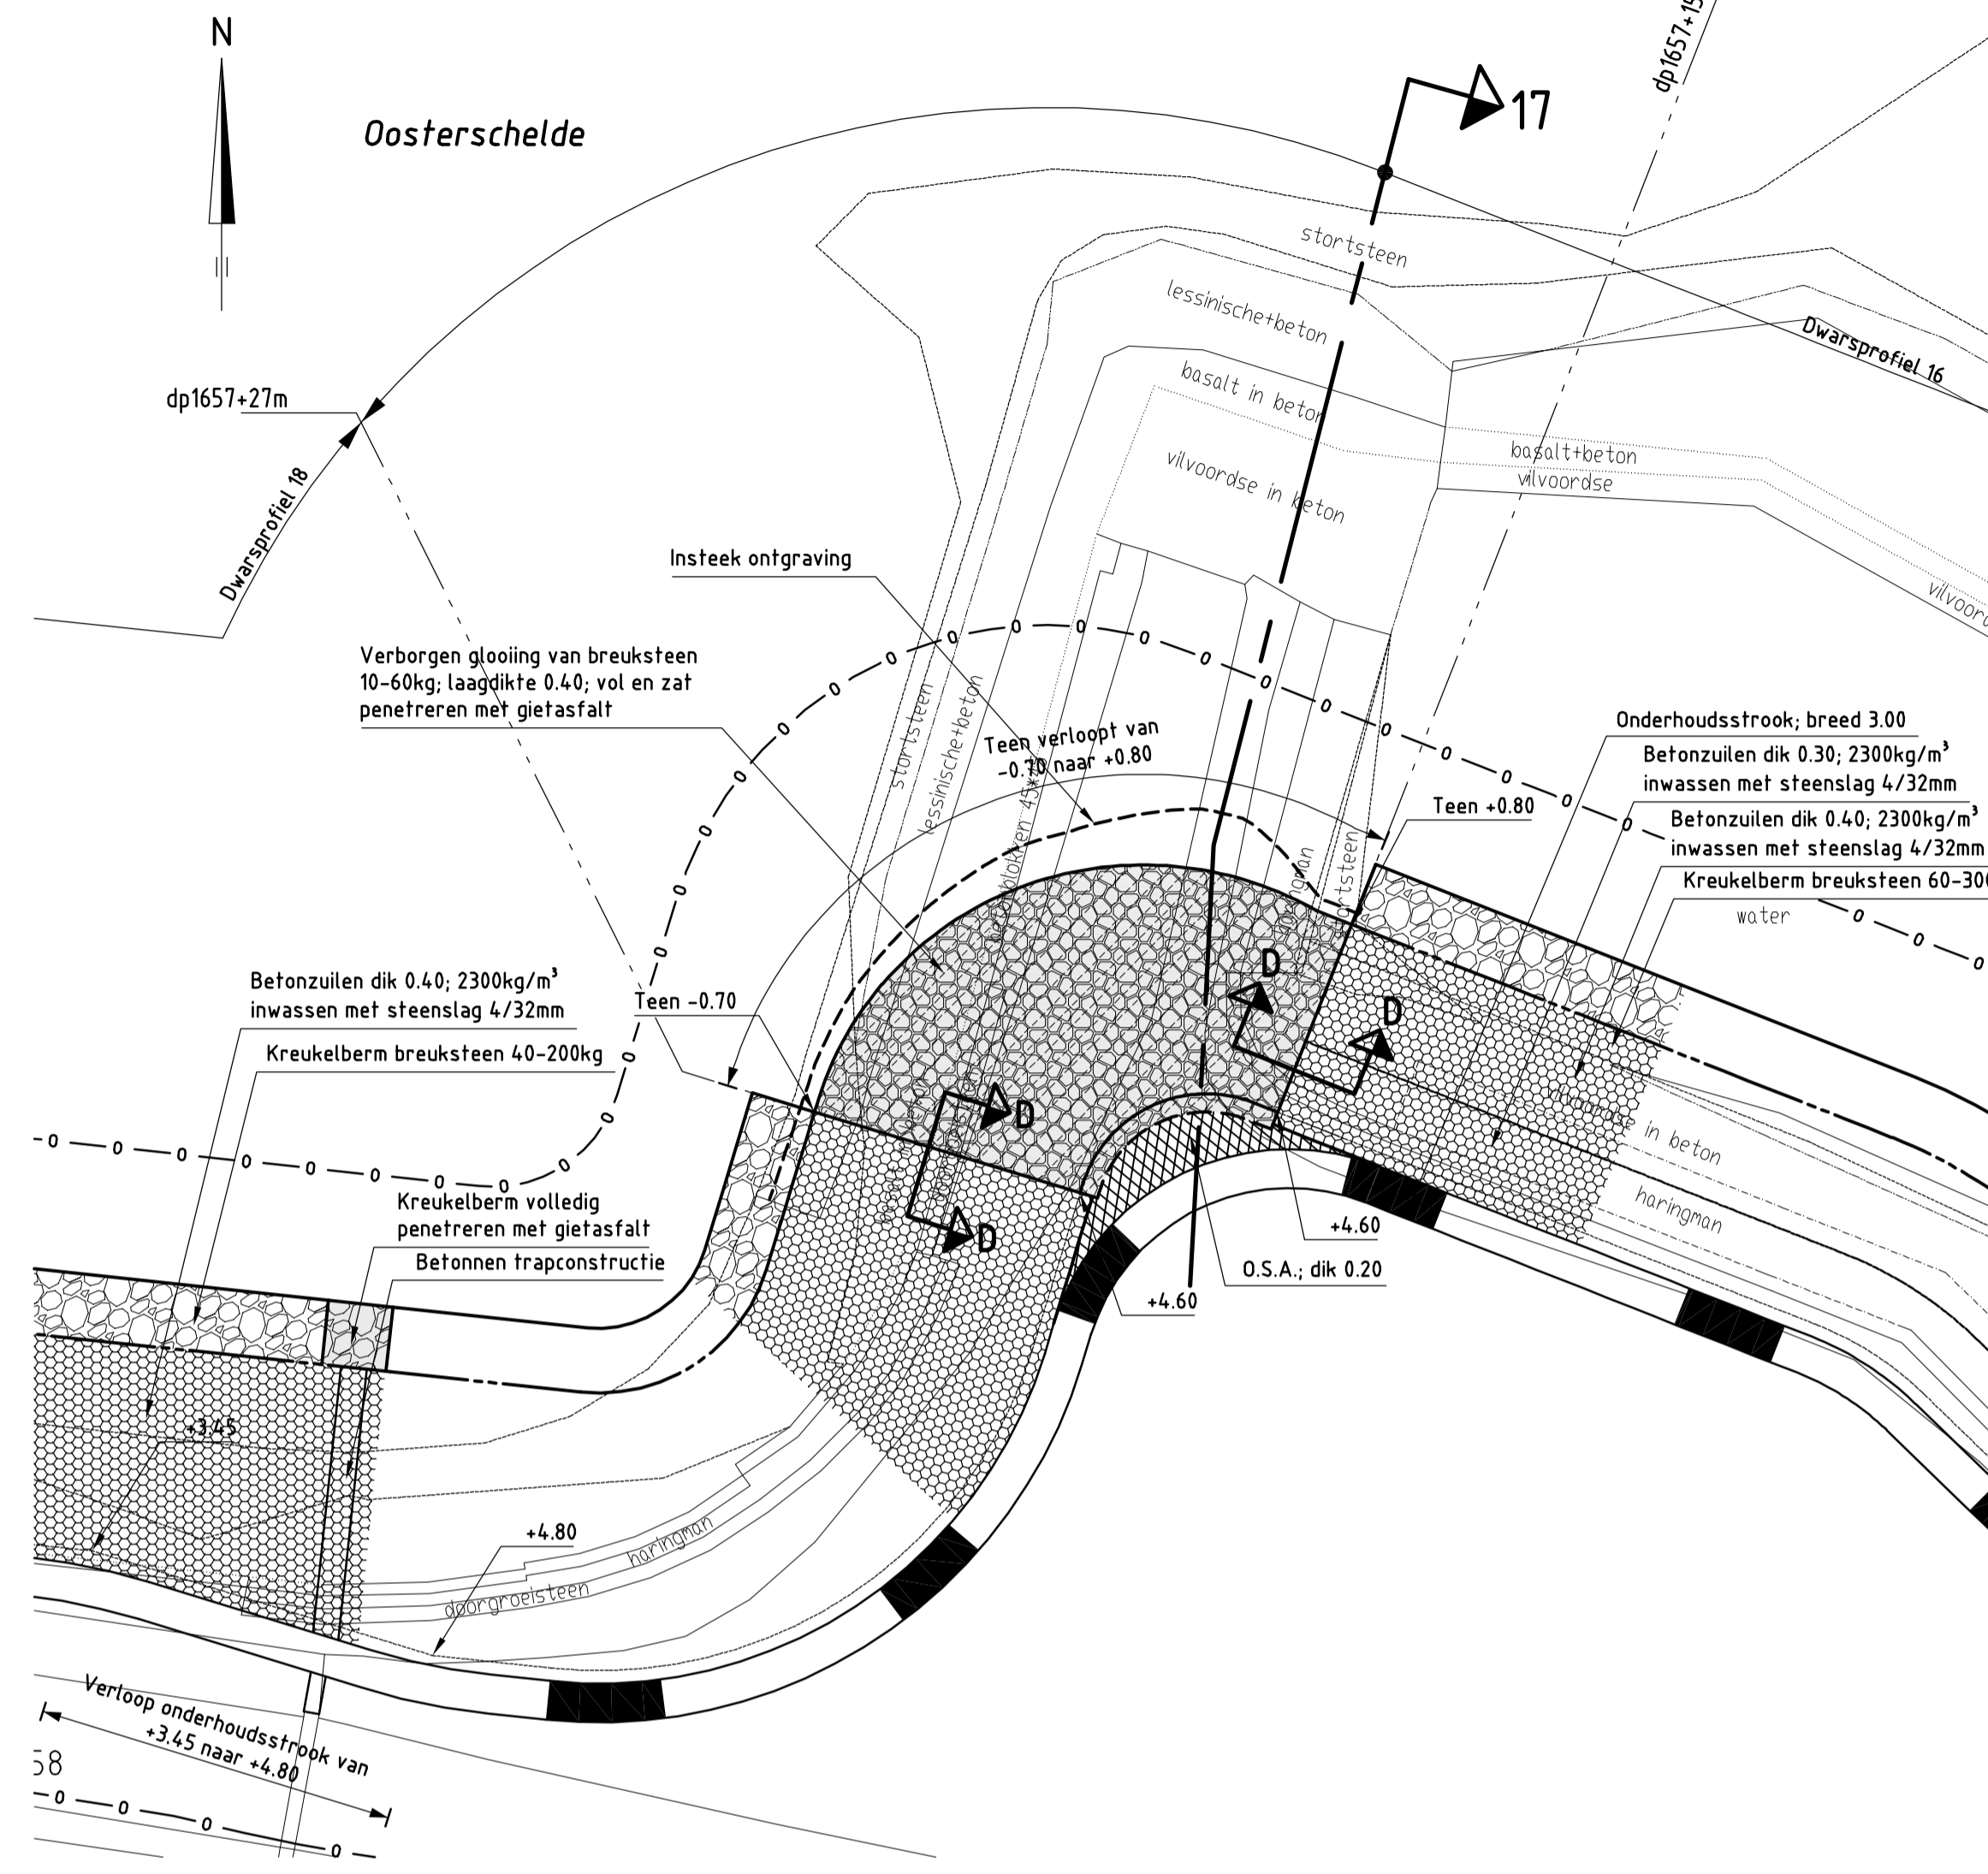 N
Oosterschelde
17
dp1657+15
stortsteen
lessinische+beton
Dwarsprofiel 16
basalt in beton
dp1657+27m
basalt+beton
vilvoordse
vilvoordse in beton
Dwarsprofiel 18
Insteek ontgraving
Verborgen glooiing van breuksteen
10-60kg; laagdikte 0.40; vol en zat
penetreren met gietasfalt
stortsteen
lessinische+beton
Teen verloopt van
-0.70 naar +0.80
Onderhoudsstrook; breed 3.00
Betonzuilen dik 0.30; 2300kg/m³
inwassen met steenslag 4/32mm
Teen +0.80
Betonzuilen dik 0.40; 2300kg/m³
inwassen met steenslag 4/32mm
Kreukelberm breuksteen 60-300
water
D
D
Betonzuilen dik 0.40; 2300kg/m³
inwassen met steenslag 4/32mm
Teen -0.70
Kreukelberm breuksteen 40-200kg
D
D
in beton
haringman
Kreukelberm volledig
penetreren met gietasfalt
Betonnen trapconstructie
+4.60
O.S.A.; dik 0.20
+4.60
+3.45
+4.80
haringman
doorgroeisteen
Verloop onderhoudsstrook van
+3.45 naar +4.80
58